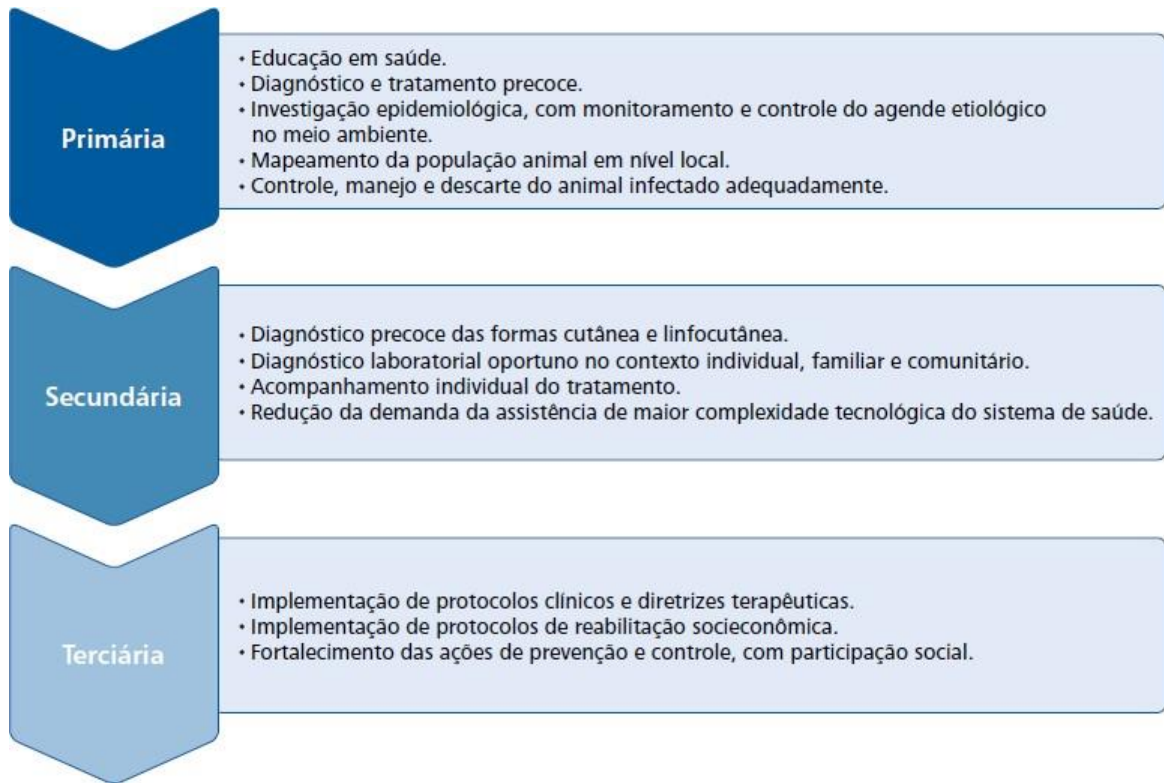 Primária
• Educação em saúde.
• Diagnóstico e tratamento precoce.
• Investigação epidemiológica, com monitoramento e controle do agende etiológico
no meio ambiente.
• Mapeamento da população animal em nível local.
• Controle, manejo e descarte do animal infectado adequadamente.
Secundária
• Diagnóstico precoce das formas cutânea e linfocutânea.
• Diagnóstico laboratorial oportuno no contexto individual, familiar e comunitário.
• Acompanhamento individual do tratamento.
• Redução da demanda da assistência de maior complexidade tecnológica do sistema de saúde.
Terciária
• Implementação de protocolos clínicos e diretrizes terapêuticas.
• Implementação de protocolos de reabilitação socieconômica.
• Fortalecimento das ações de prevenção e controle, com participação social.